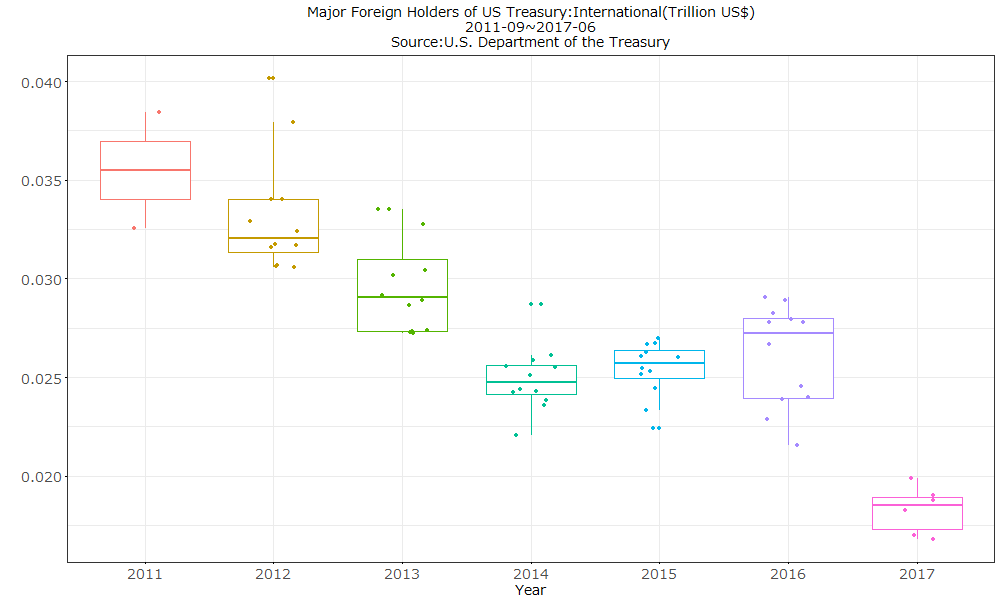 Major Foreign Holders of US Treasury:International(Trillion US$)
2011-09~2017-06
Source:U.S. Department of the Treasury
0.040
0.035
0.030
0.025
0.020
2011 2012 2013 2014 2015 2016 2017
Year